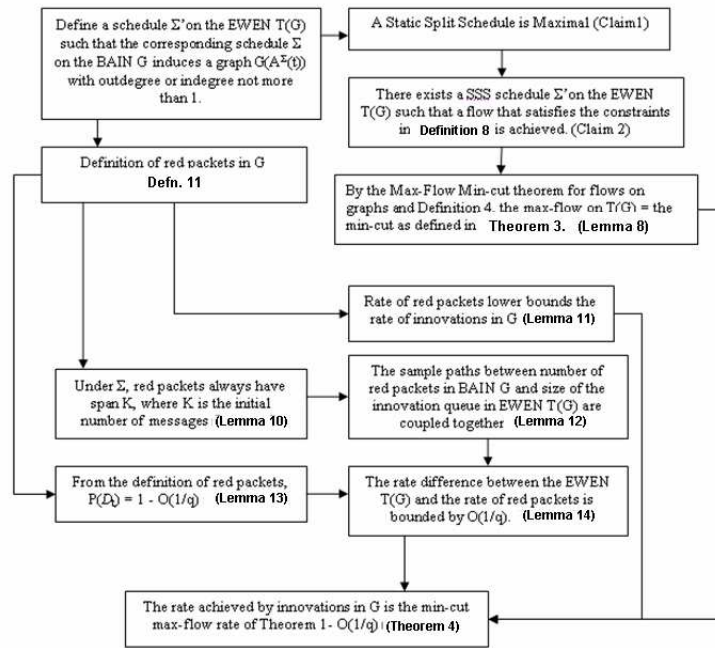 Define a schedule Σ' on the EWEN T(G)
such that the corresponding schedule Σ
on the BAIN G induces a graph G(A^Σ(t))
with outdegree or indegree not more
than 1.
A Static Split Schedule is Maximal (Claim1)
There exists a SSS schedule Σ' on the EWEN
T(G) such that a flow that satisfies the constraints
in Definition 8 is achieved. (Claim 2)
Definition of red packets in G
Defn. 11
By the Max-Flow Min-cut theorem for flows on
graphs and Definition 4. the max-flow on T(G) = the
min-cut as defined in Theorem 3. (Lemma 8)
Rate of red packets lower bounds the
rate of innovations in G (Lemma 11)
Under Σ, red packets always have
span K, where K is the initial
number of messages (Lemma 10)
The sample paths between number of
red packets in BAIN G and size of the
innovation queue in EWEN T(G) are
coupled together (Lemma 12)
From the definition of red packets,
P(Dₜ) = 1 - O(1/q) (Lemma 13)
The rate difference between the EWEN
T(G) and the rate of red packets is
bounded by O(1/q). (Lemma 14)
The rate achieved by innovations in G is the min-cut
max-flow rate of Theorem 1- O(1/q) (Theorem 4)